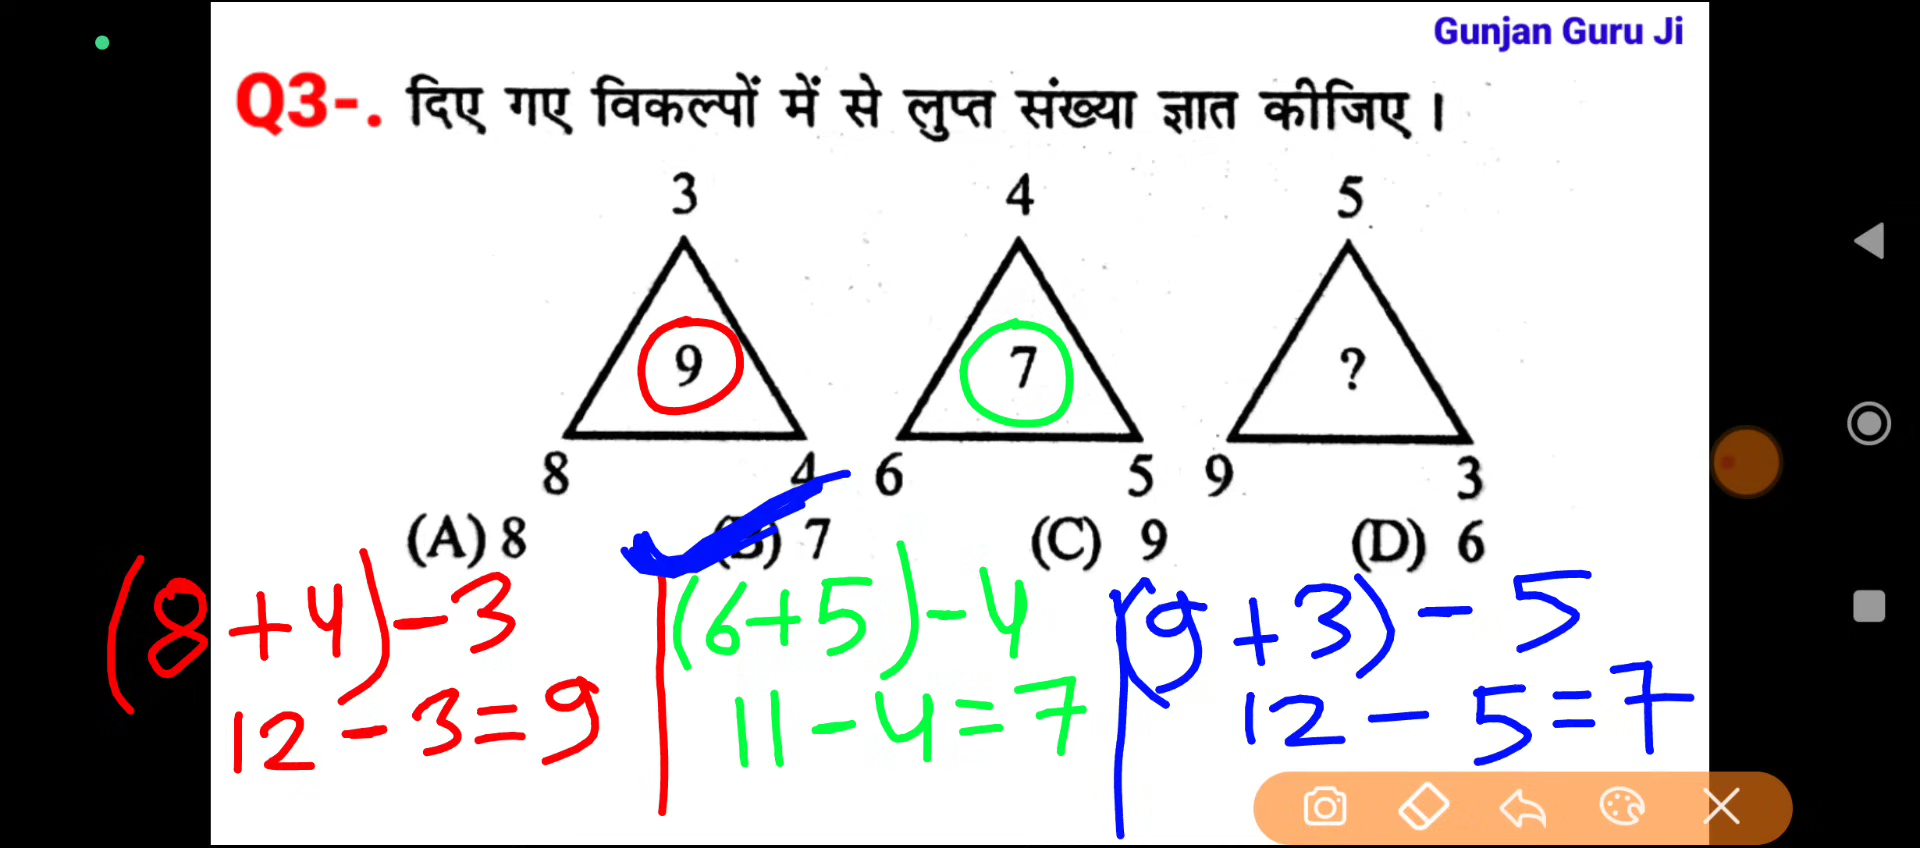 Gunjan Guru Ji
Q3-. दिए गए विकल्पों में से लुप्त संख्या ज्ञात कीजिए ।
3 4 5
9 7 ?
8 4 6 5 9 3
(A) 8 (B) 7 (C) 9 (D) 6
(8+4)-3 (6+5)-4 (9+3)-5
12-3=9 11-4=7 12-5=7